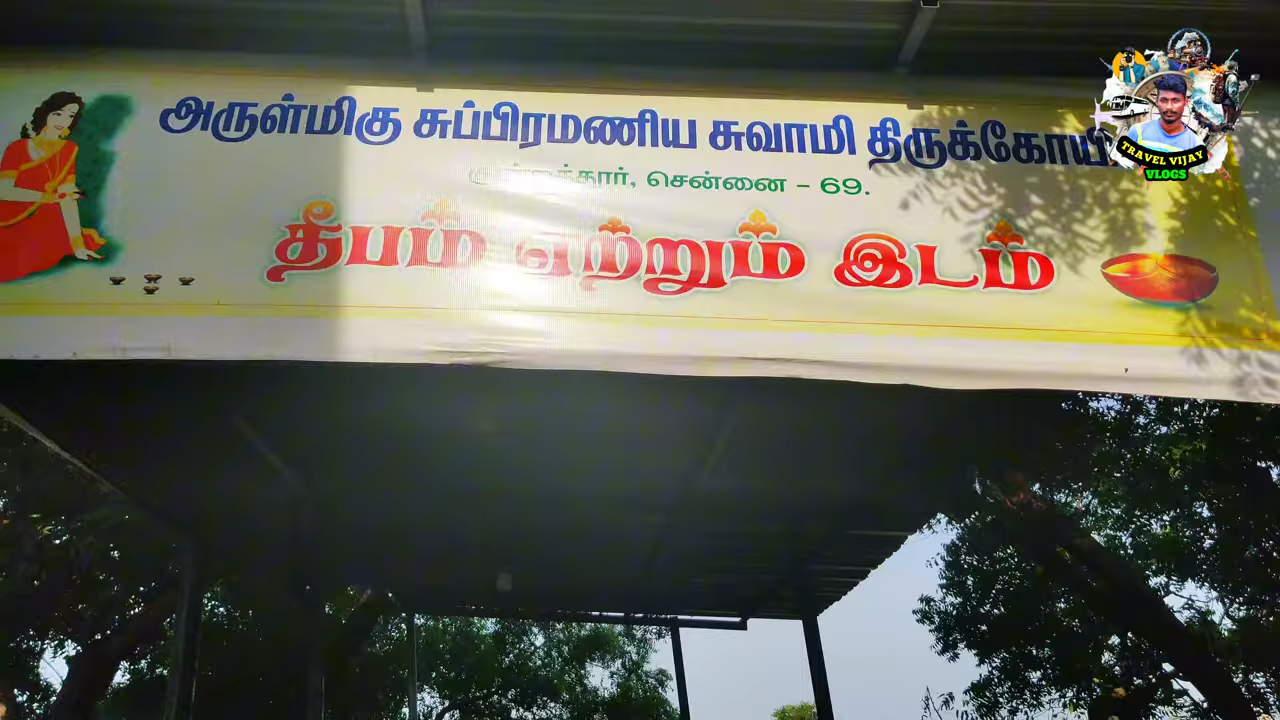 அருள்மிகு சுப்பிரமணிய சுவாமி
சென்னை - 69.
தீபம் ஏற்றும் இடம்
TRAVEL VIJAY
VLOGS